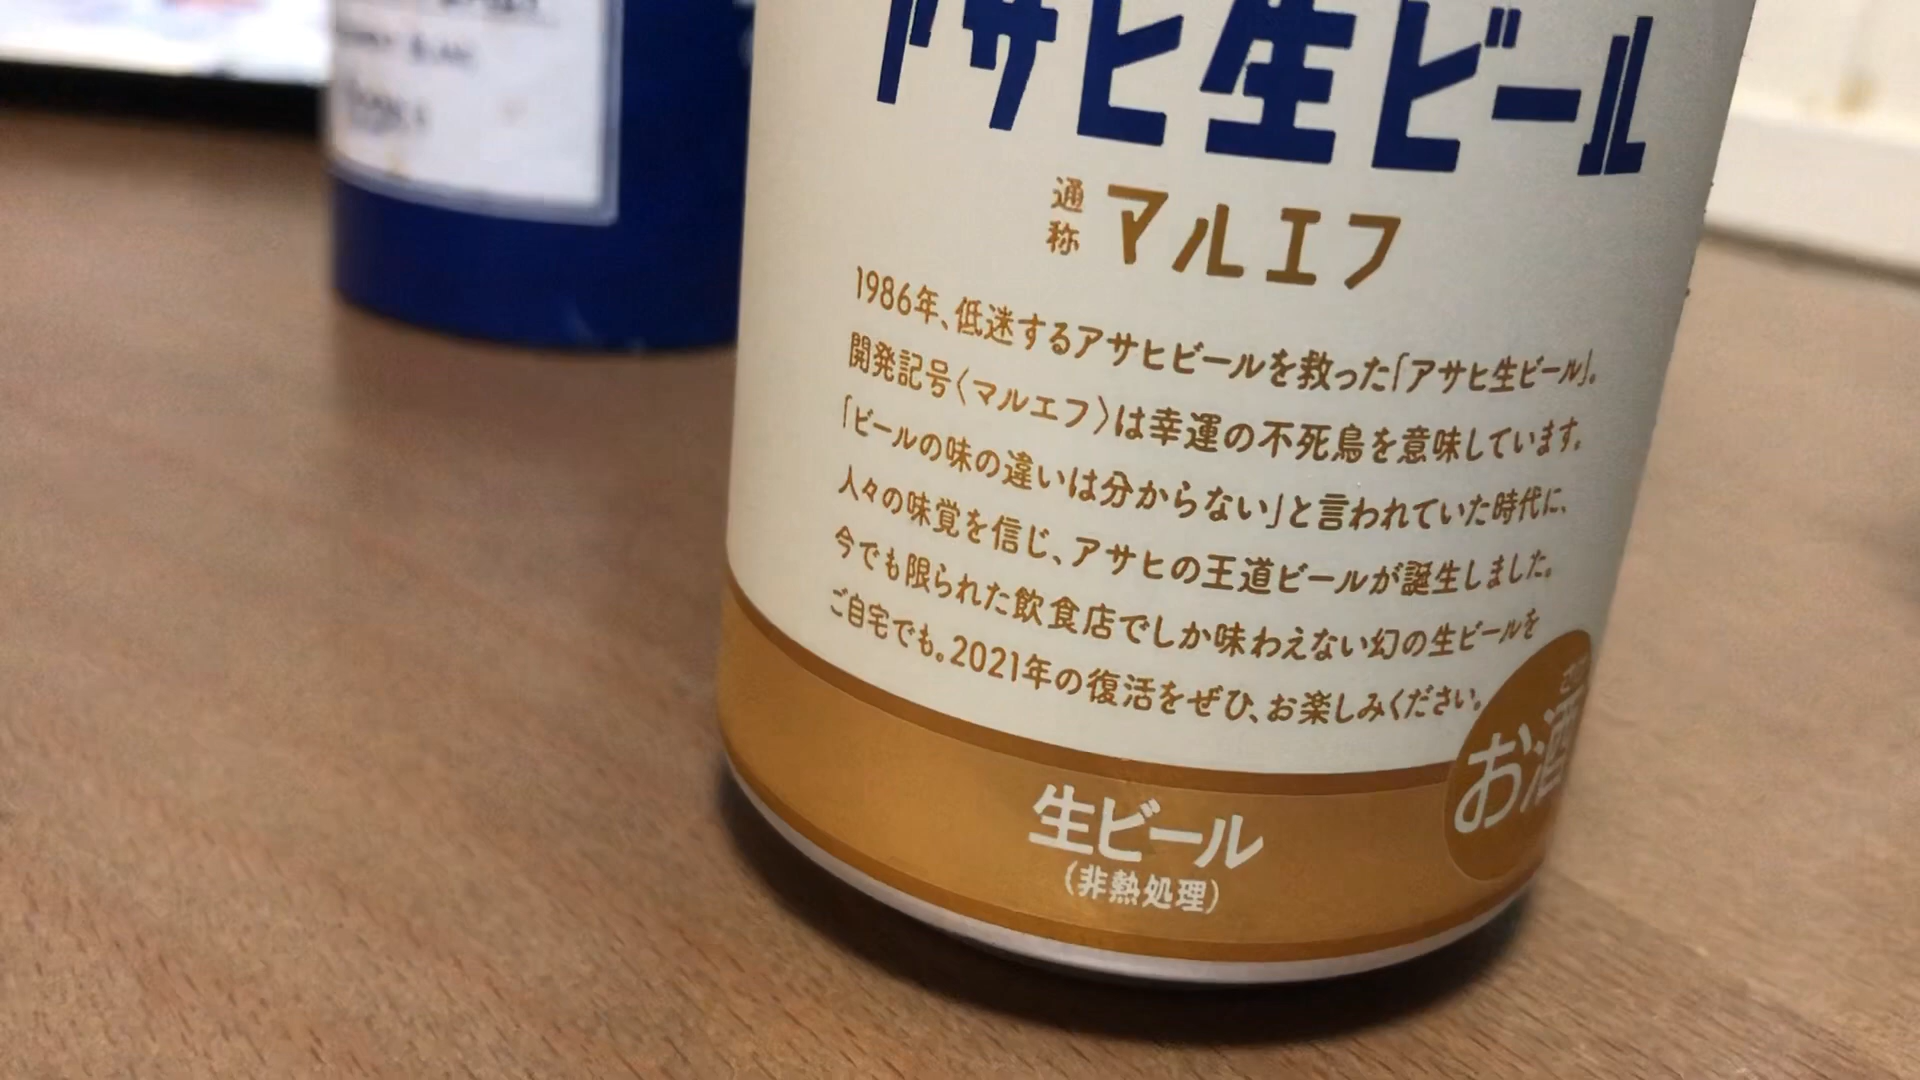 アサヒ生ビール
通称 マルエフ
1986年、低迷するアサヒビールを救った「アサヒ生ビール」。
開発記号〈マルエフ〉は幸運の不死鳥を意味しています。
「ビールの味の違いは分からない」と言われていた時代に、
人々の味覚を信じ、アサヒの王道ビールが誕生しました。
今でも限られた飲食店でしか味わえない幻の生ビールを
ご自宅でも。2021年の復活をぜひ、お楽しみください。
お酒
生ビール
(非熱処理)